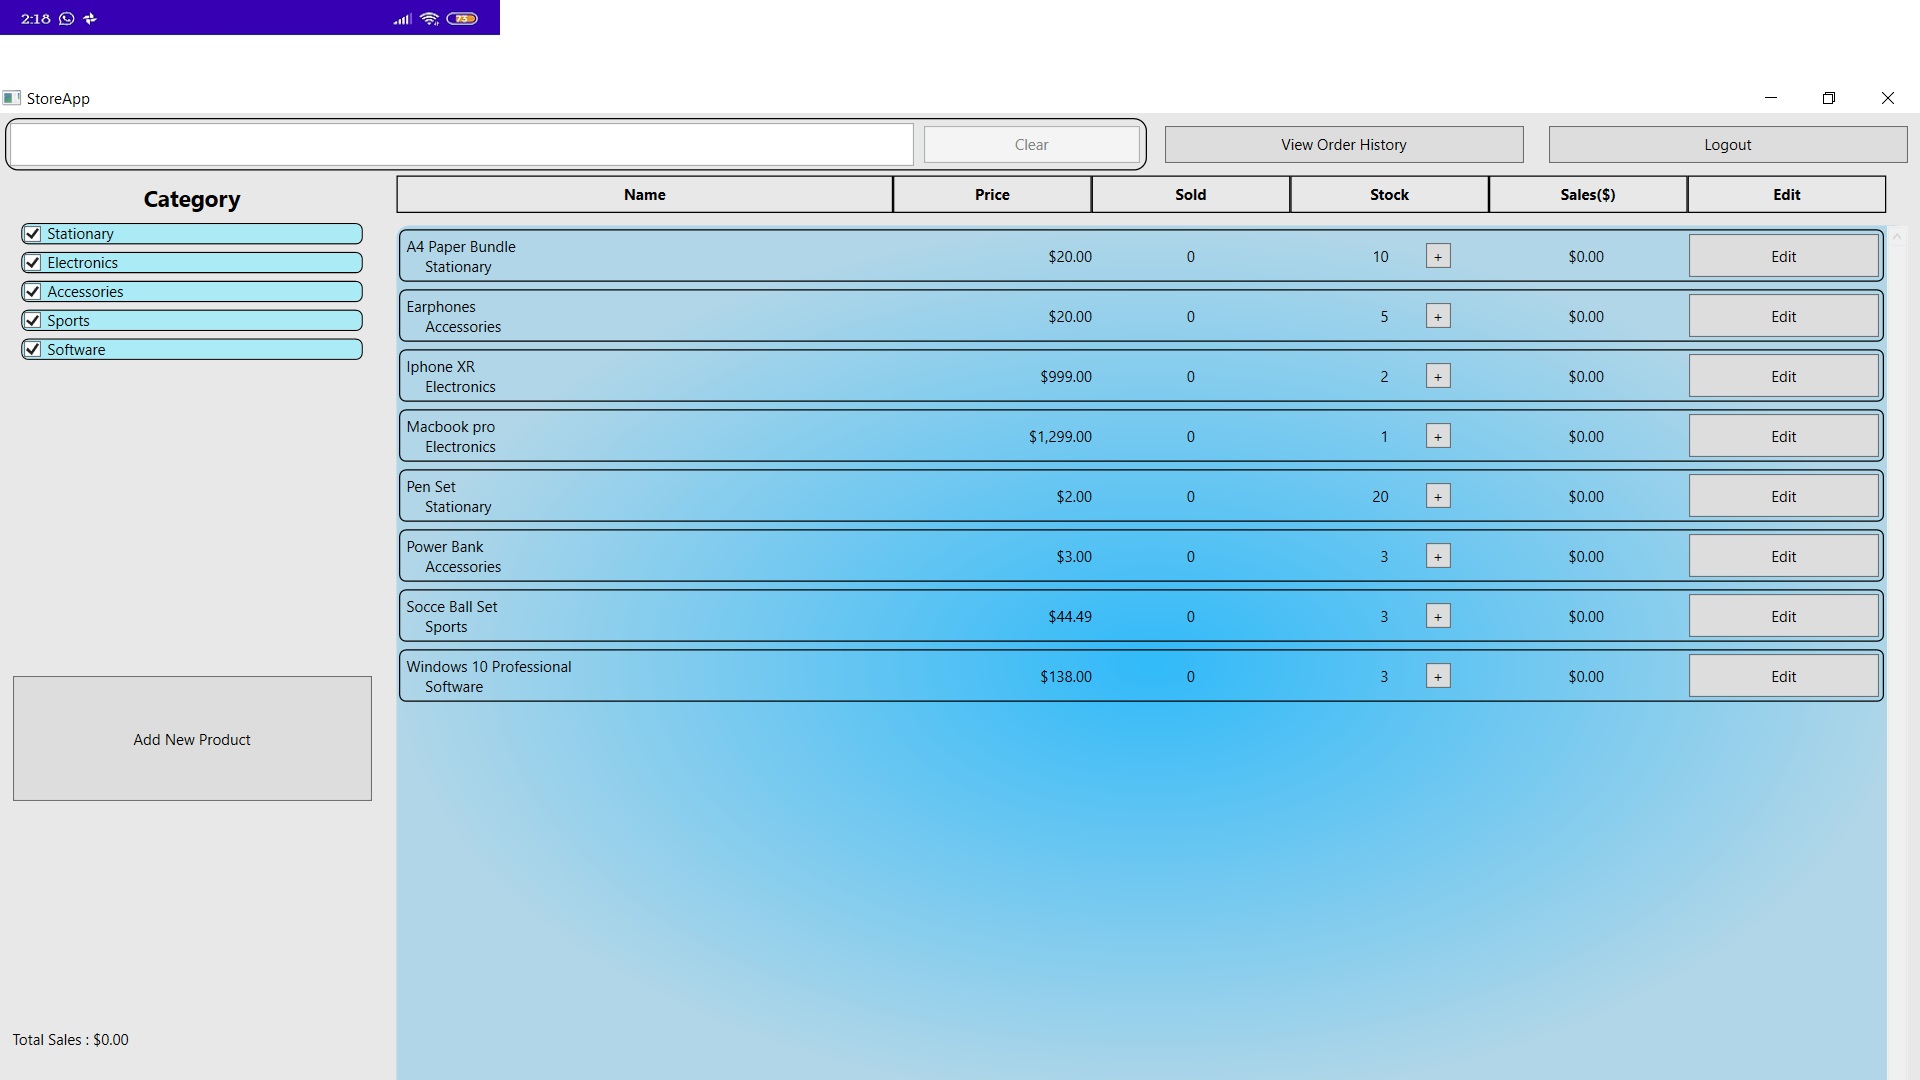 2:18 73
StoreApp
Clear View Order History Logout
Category
Stationary
Electronics
Accessories
Sports
Software
Add New Product
Total Sales : $0.00
Name Price Sold Stock Sales($) Edit
A4 Paper Bundle
Stationary
$20.00 0 10 + $0.00 Edit
Earphones
Accessories
$20.00 0 5 + $0.00 Edit
Iphone XR
Electronics
$999.00 0 2 + $0.00 Edit
Macbook pro
Electronics
$1,299.00 0 1 + $0.00 Edit
Pen Set
Stationary
$2.00 0 20 + $0.00 Edit
Power Bank
Accessories
$3.00 0 3 + $0.00 Edit
Socce Ball Set
Sports
$44.49 0 3 + $0.00 Edit
Windows 10 Professional
Software
$138.00 0 3 + $0.00 Edit